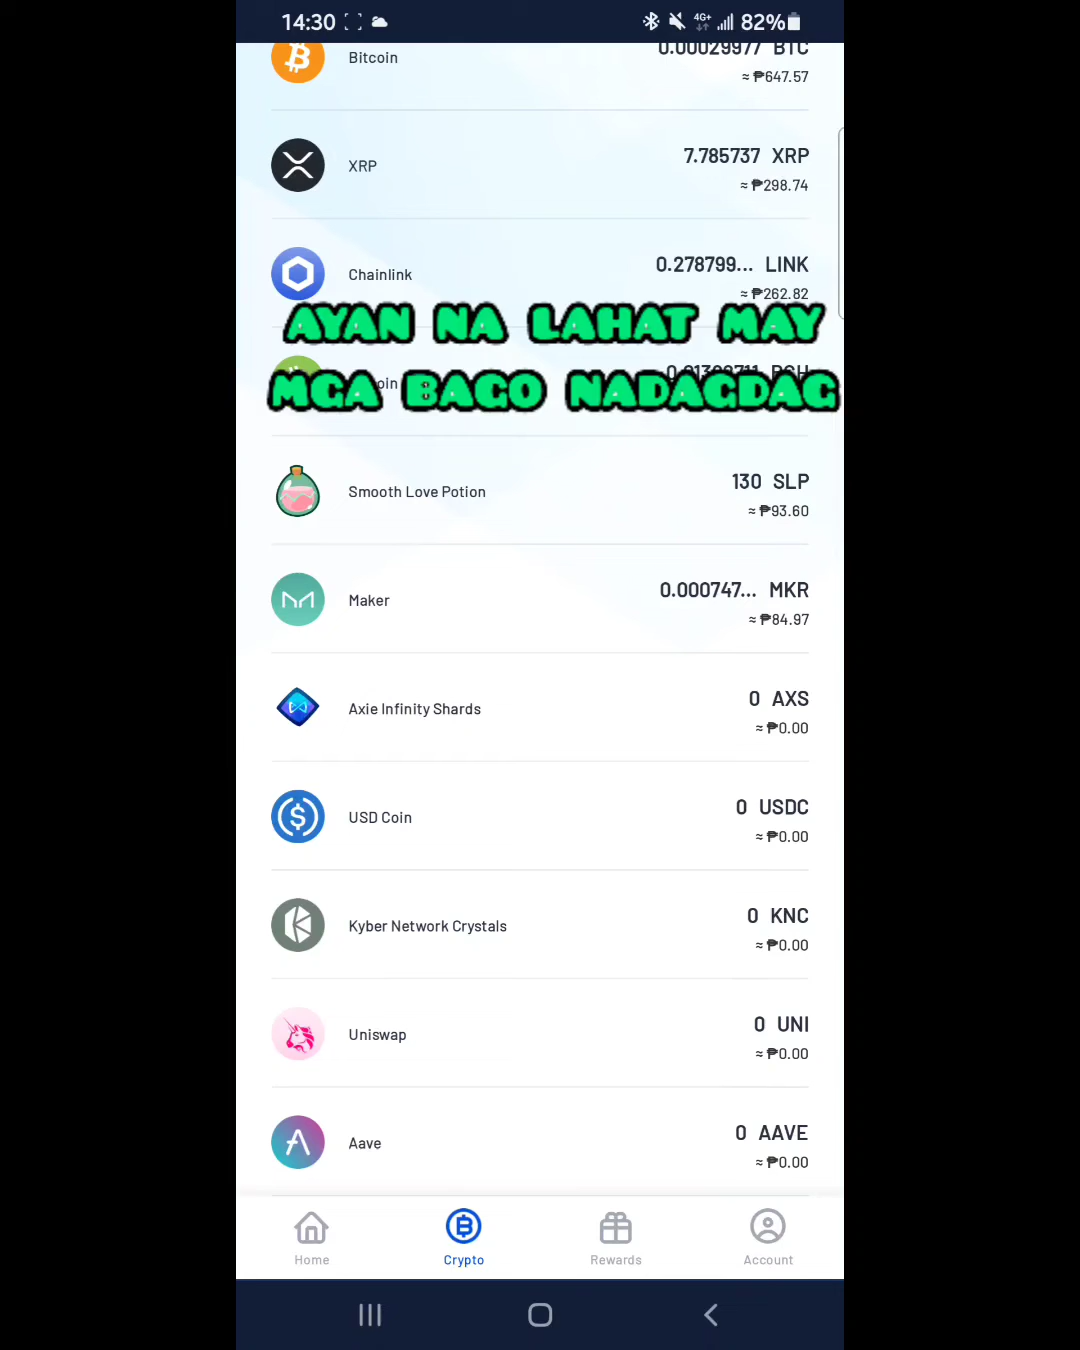 14:30 4G+ 82%
Bitcoin 0.00029977 BTC
≈ ₱647.57
XRP 7.785737 XRP
≈ ₱298.74
Chainlink 0.278799... LINK
≈ ₱262.82
AYAN NA LAHAT MAY
MGA BAGO NADAGDAG
Smooth Love Potion 130 SLP
≈ ₱93.60
Maker 0.000747... MKR
≈ ₱84.97
Axie Infinity Shards 0 AXS
≈ ₱0.00
USD Coin 0 USDC
≈ ₱0.00
Kyber Network Crystals 0 KNC
≈ ₱0.00
Uniswap 0 UNI
≈ ₱0.00
Aave 0 AAVE
≈ ₱0.00
Home Crypto Rewards Account